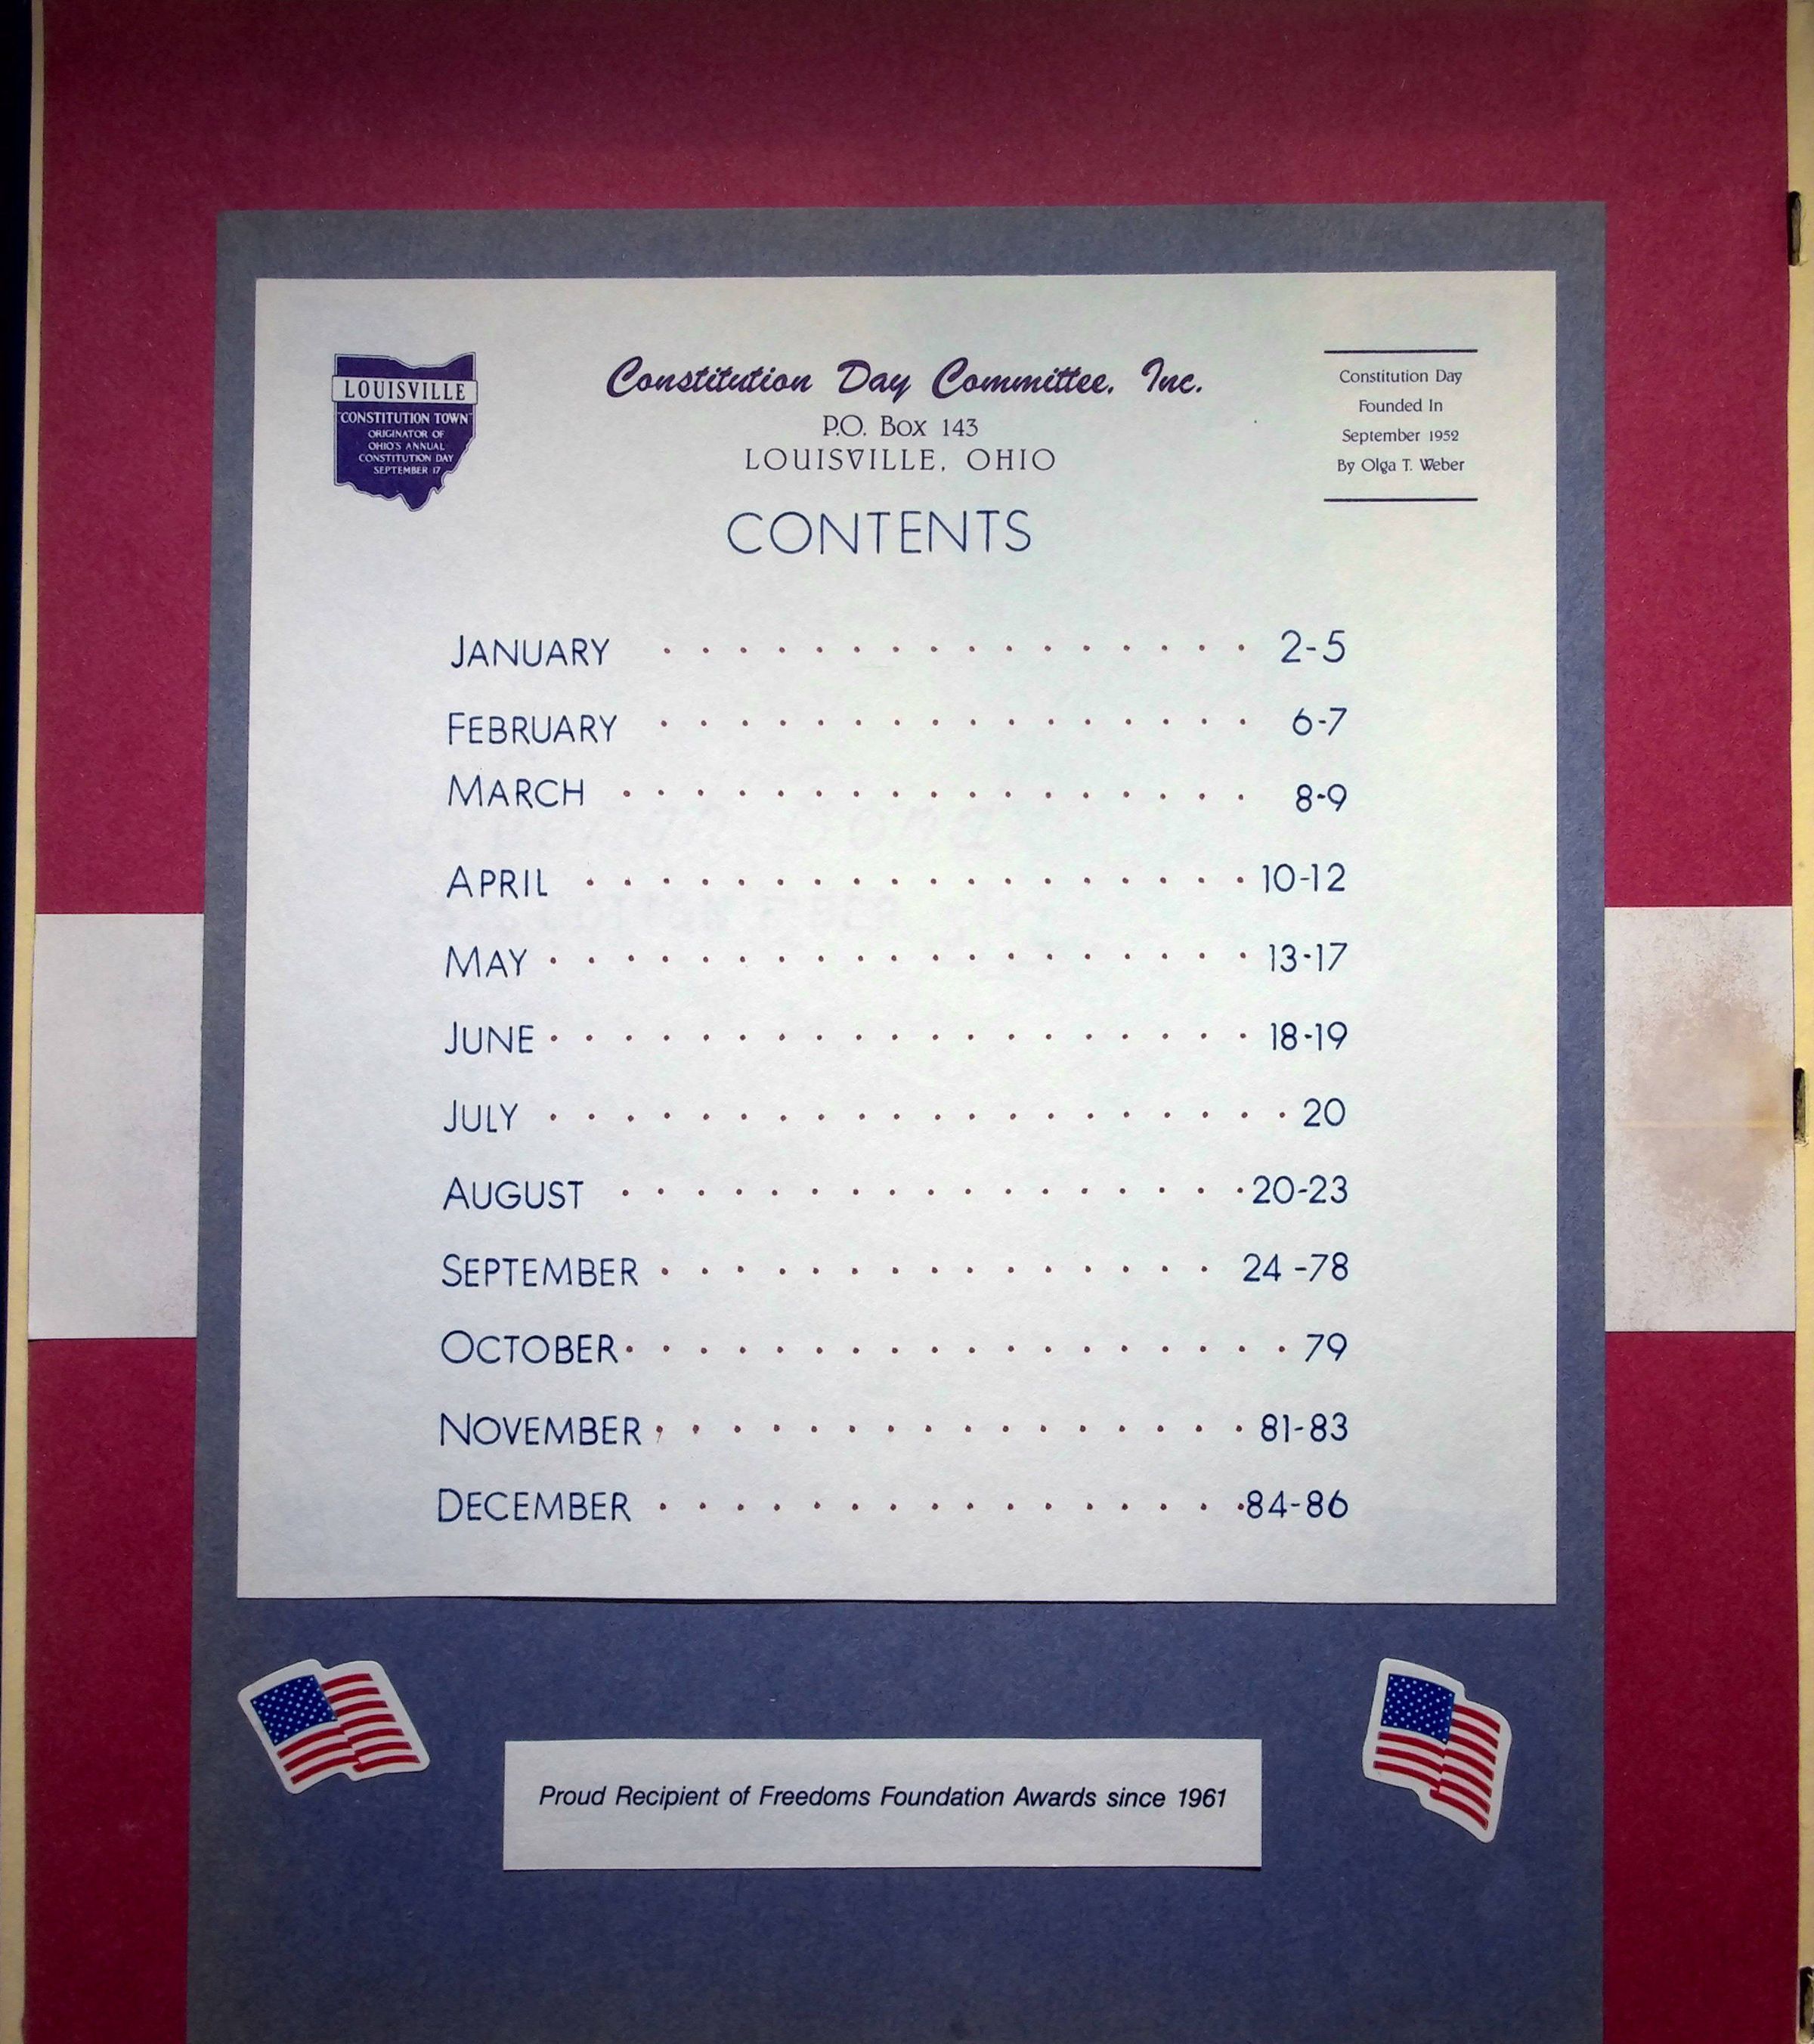 LOUISVILLE
"CONSTITUTION TOWN"
ORIGINATOR OF
OHIO'S ANNUAL
CONSTITUTION DAY
SEPTEMBER 17
Constitution Day Committee, Inc.
P.O. Box 143
LOUISVILLE, OHIO
Constitution Day
Founded In
September 1952
By Olga T. Weber
CONTENTS
JANUARY . . . . . . . . . . . . . . . . 2-5
FEBRUARY . . . . . . . . . . . . . . . . 6-7
MARCH . . . . . . . . . . . . . . . . . 8-9
APRIL . . . . . . . . . . . . . . . . . . 10-12
MAY . . . . . . . . . . . . . . . . . . . 13-17
JUNE . . . . . . . . . . . . . . . . . . . 18-19
JULY . . . . . . . . . . . . . . . . . . . . 20
AUGUST . . . . . . . . . . . . . . . . . 20-23
SEPTEMBER . . . . . . . . . . . . . . . 24 -78
OCTOBER . . . . . . . . . . . . . . . . . . 79
NOVEMBER . . . . . . . . . . . . . . . . 81-83
DECEMBER . . . . . . . . . . . . . . . . 84-86
Proud Recipient of Freedoms Foundation Awards since 1961